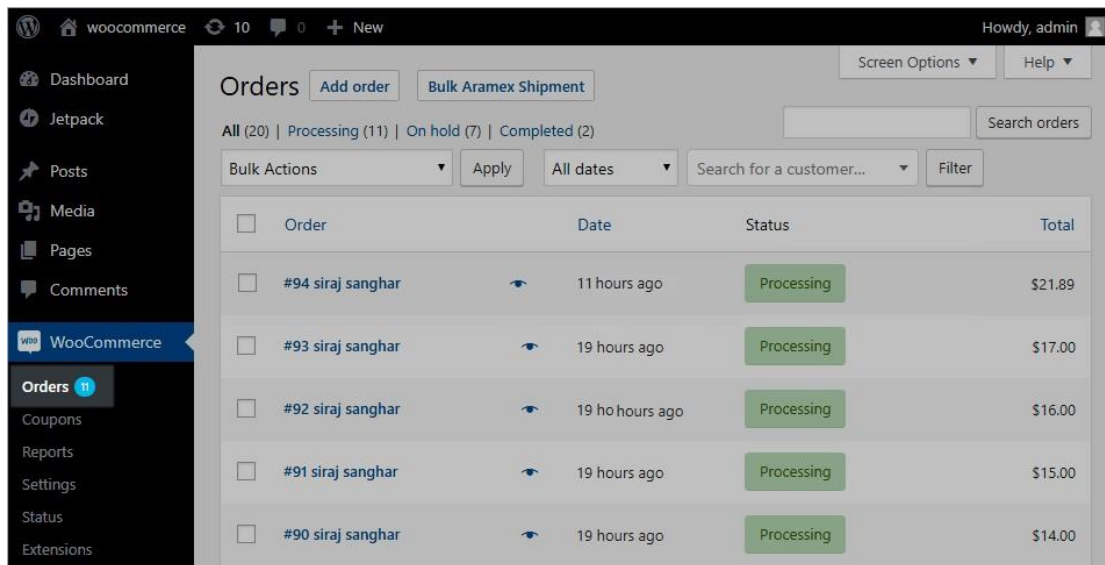 woocommerce 10 0 + New Howdy, admin
Dashboard
Jetpack
Posts
Media
Pages
Comments
WOO WooCommerce
Orders 11
Coupons
Reports
Settings
Status
Extensions
Screen Options ▼ Help ▼
Orders Add order Bulk Aramex Shipment
All (20) | Processing (11) | On hold (7) | Completed (2)
Search orders
Bulk Actions ▼ Apply All dates ▼ Search for a customer... ▼ Filter
Order Date Status Total
#94 siraj sanghar 11 hours ago Processing $21.89
#93 siraj sanghar 19 hours ago Processing $17.00
#92 siraj sanghar 19 ho hours ago Processing $16.00
#91 siraj sanghar 19 hours ago Processing $15.00
#90 siraj sanghar 19 hours ago Processing $14.00